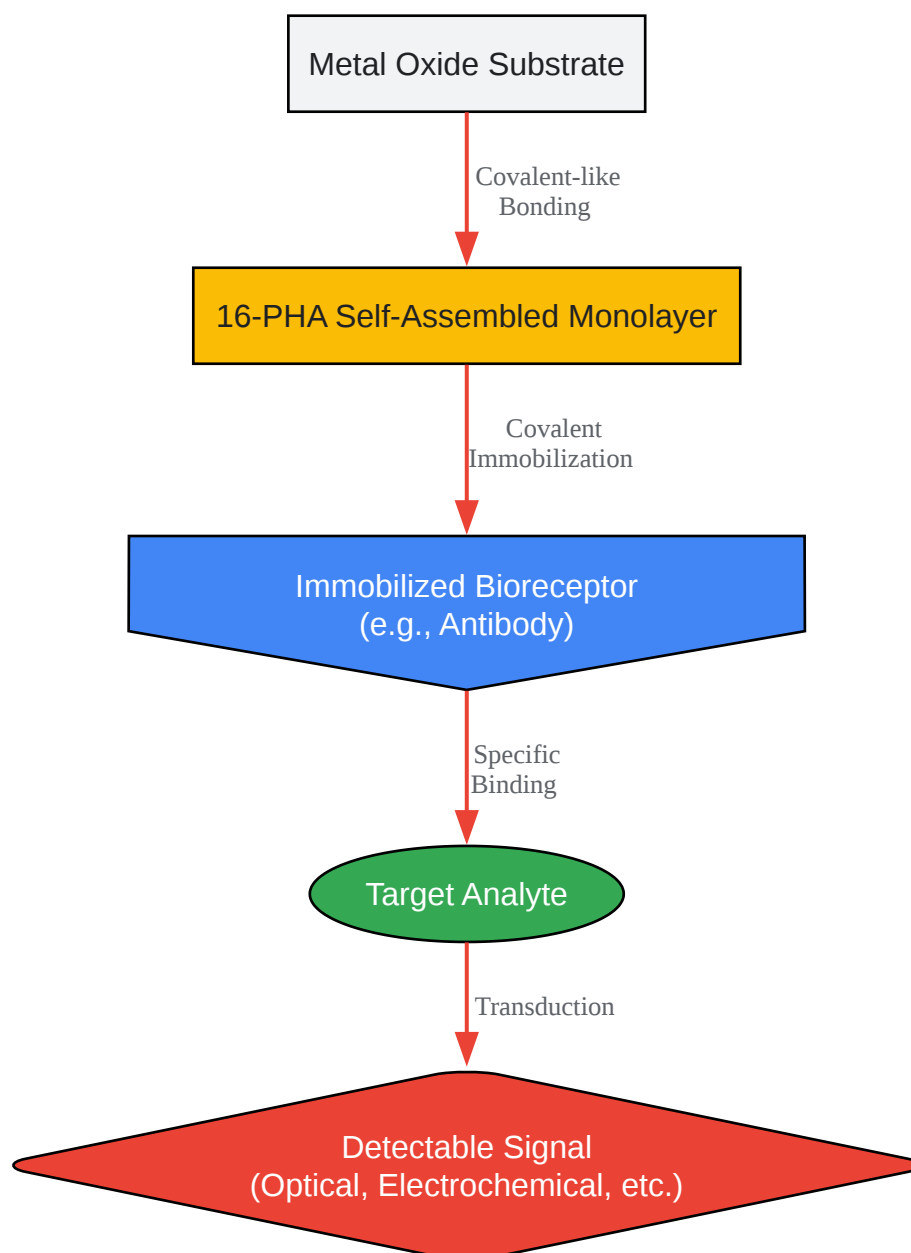 Metal Oxide Substrate
Covalent-like
Bonding
16-PHA Self-Assembled Monolayer
Covalent
Immobilization
Immobilized Bioreceptor
(e.g., Antibody)
Specific
Binding
Target Analyte
Transduction
Detectable Signal
(Optical, Electrochemical, etc.)